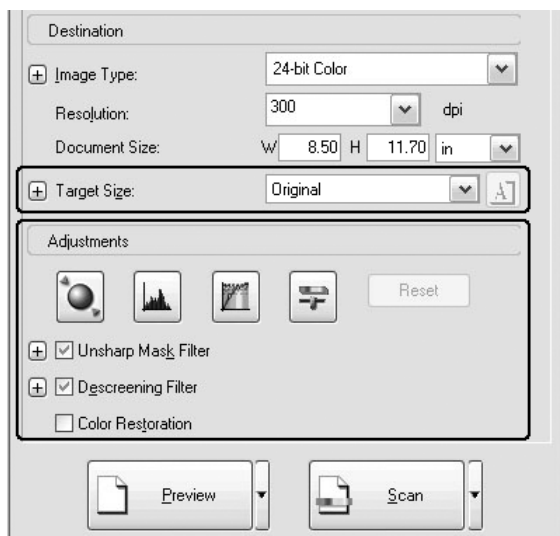 Destination
Image Type: 24-bit Color
Resolution: 300 dpi
Document Size: W 8.50 H 11.70 in
Target Size: Original A
Adjustments
Reset
Unsharp Mask Filter
Descreening Filter
Color Restoration
Preview Scan